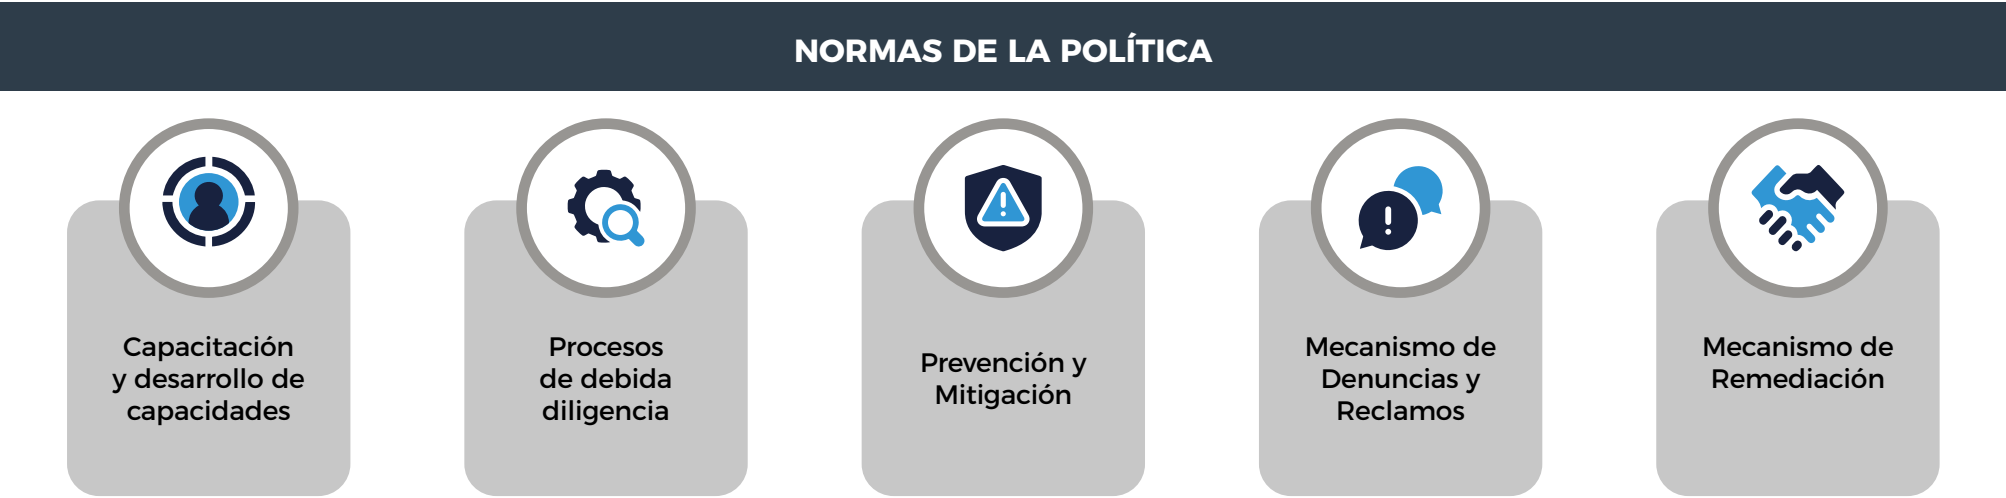 NORMAS DE LA POLÍTICA
Capacitación
y desarrollo de
capacidades
Procesos
de debida
diligencia
Prevención y
Mitigación
Mecanismo de
Denuncias y
Reclamos
Mecanismo de
Remediación